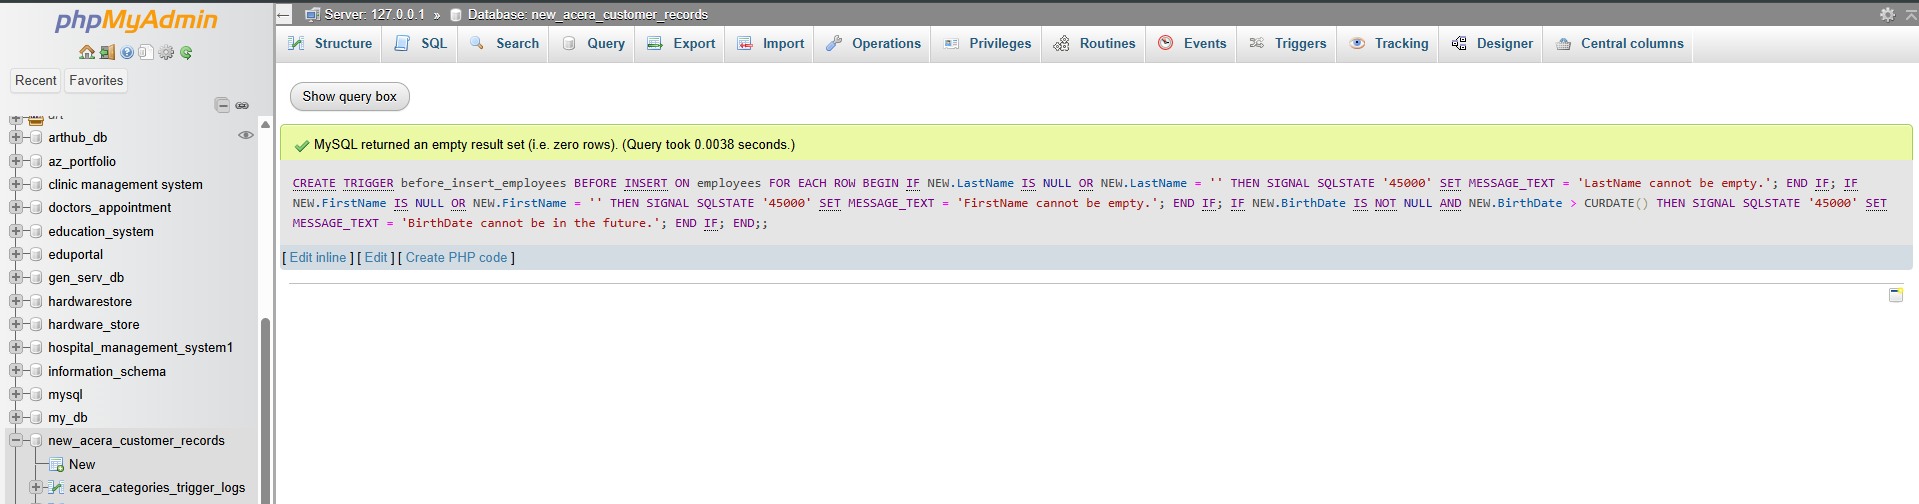 phpMyAdmin
Recent
Favorites
art
arthub_db
az_portfolio
clinic management system
doctors_appointment
education_system
eduportal
gen_serv_db
hardwarestore
hardware_store
hospital_management_system1
information_schema
mysql
my_db
new_acera_customer_records
New
acera_categories_trigger_logs
Server: 127.0.0.1 » Database: new_acera_customer_records
Structure SQL Search Query Export Import Operations Privileges Routines Events Triggers Tracking Designer Central columns
Show query box
MySQL returned an empty result set (i.e. zero rows). (Query took 0.0038 seconds.)
CREATE TRIGGER before_insert_employees BEFORE INSERT ON employees FOR EACH ROW BEGIN IF NEW.LastName IS NULL OR NEW.LastName = '' THEN SIGNAL SQLSTATE '45000' SET MESSAGE_TEXT = 'LastName cannot be empty.'; END IF; IF
NEW.FirstName IS NULL OR NEW.FirstName = '' THEN SIGNAL SQLSTATE '45000' SET MESSAGE_TEXT = 'FirstName cannot be empty.'; END IF; IF NEW.BirthDate IS NOT NULL AND NEW.BirthDate > CURDATE() THEN SIGNAL SQLSTATE '45000' SET
MESSAGE_TEXT = 'BirthDate cannot be in the future.'; END IF; END;;
[ Edit inline ] [ Edit ] [ Create PHP code ]